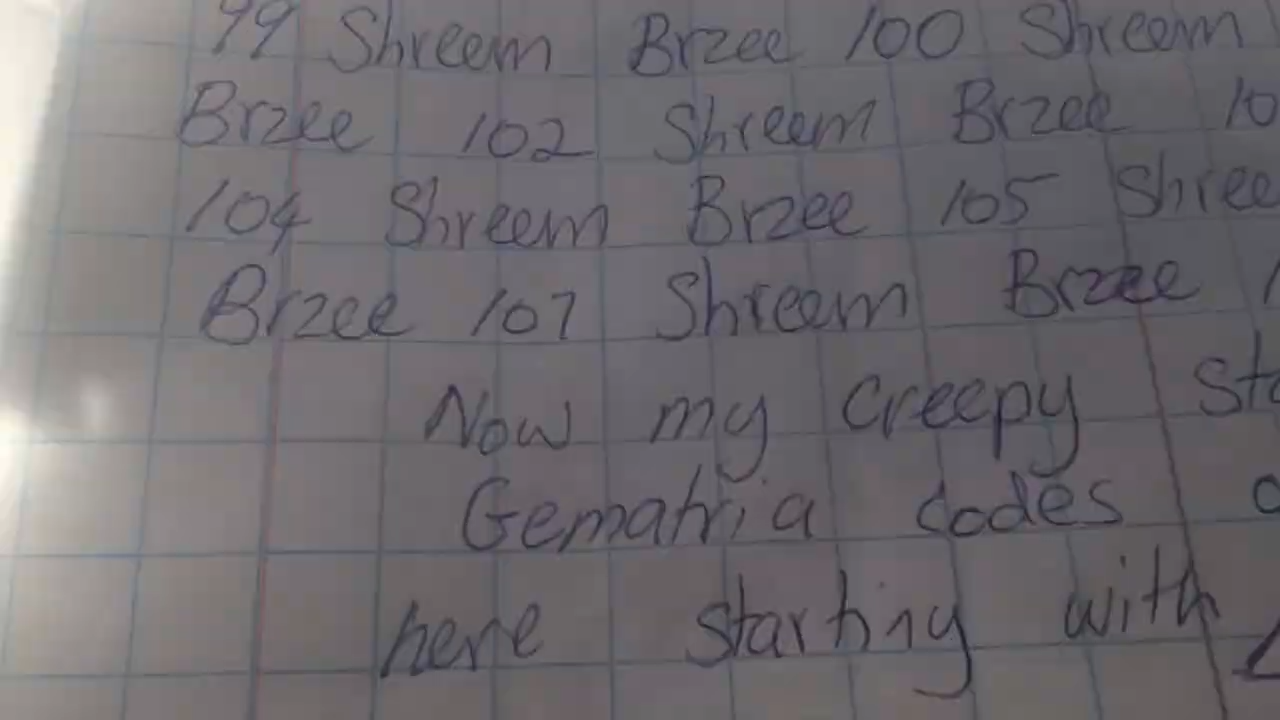 99 Shreem Brzee 100 Shreem
Brzee 102 Shreem Brzee
104 Shreem Brzee 105
Brzee 107 Shreem Brzee
Now my creepy
Gematria codes
here starting with